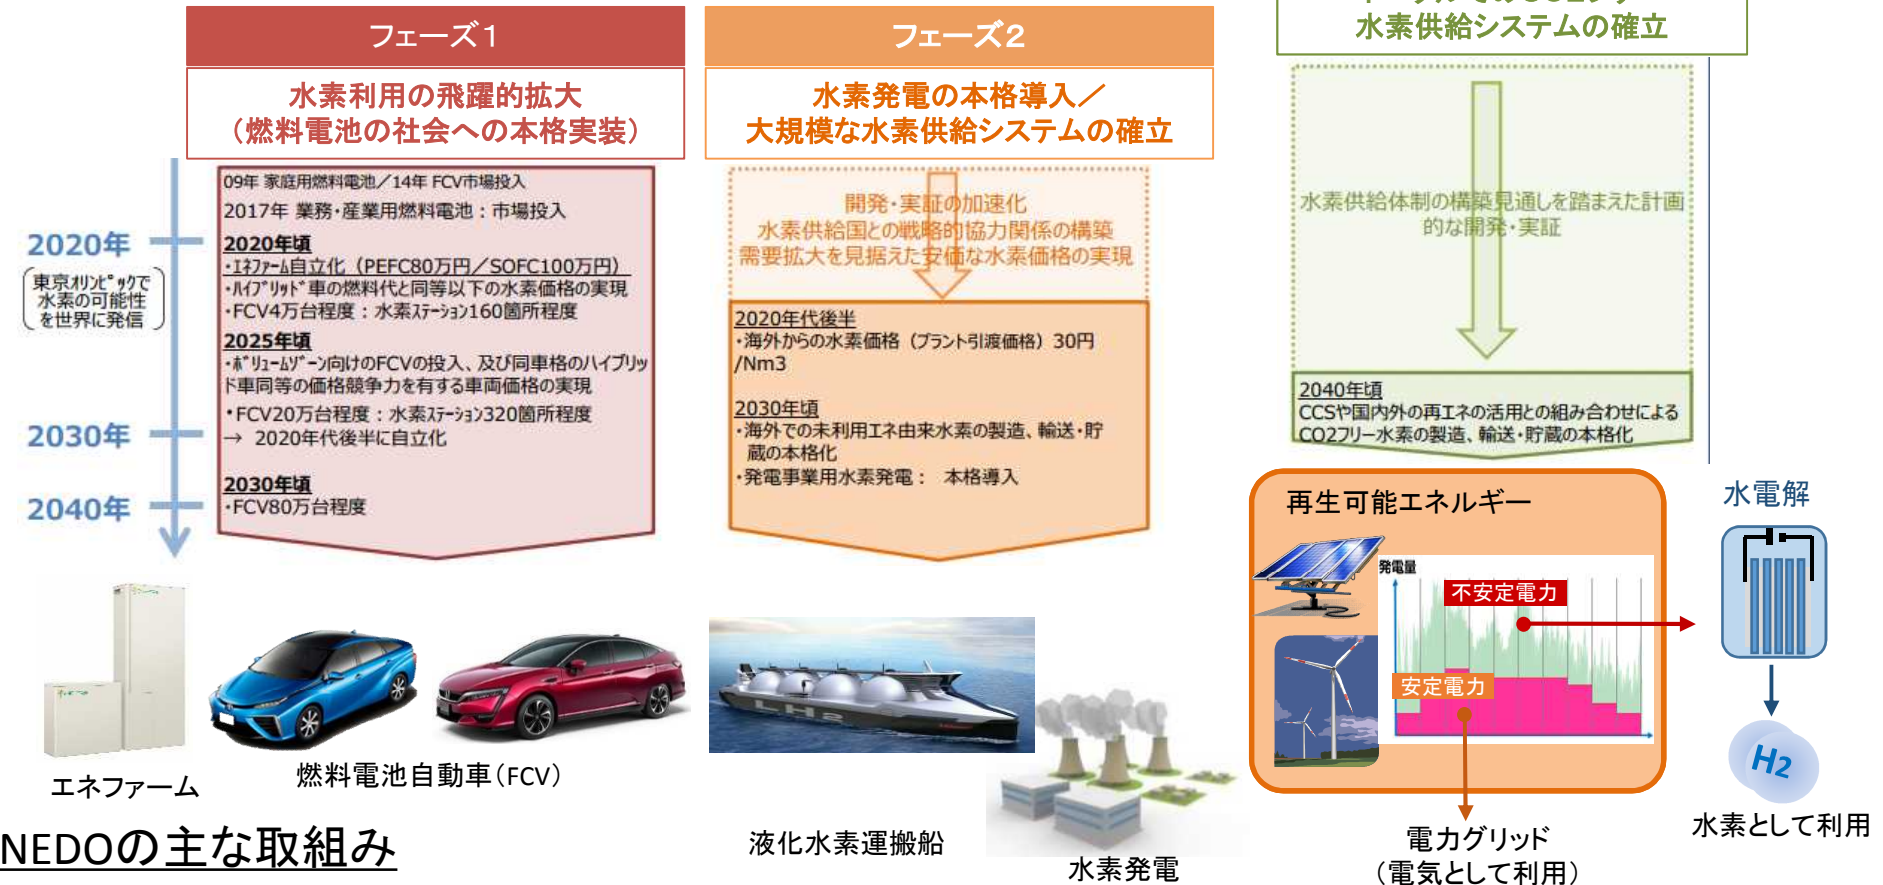 フェーズ１
水素利用の飛躍的拡大
（燃料電池の社会への本格実装）
2020年
東京ｵﾘﾝﾋﾟｯｸで
水素の可能性
を世界に発信
2030年
2040年
09年 家庭用燃料電池／14年 FCV市場投入
2017年 業務・産業用燃料電池：市場投入
2020年頃
・ｴﾈﾌｧｰﾑ自立化（PEFC80万円／SOFC100万円）
・ﾊｲﾌﾞﾘｯﾄﾞ車の燃料代と同等以下の水素価格の実現
・FCV4万台程度：水素ｽﾃｰｼｮﾝ160箇所程度
2025年頃
・ﾎﾞﾘｭｰﾑｿﾞｰﾝ向けのFCVの投入、及び同車格のハイブリッ
ド車同等の価格競争力を有する車両価格の実現
・FCV20万台程度：水素ｽﾃｰｼｮﾝ320箇所程度
→ 2020年代後半に自立化
2030年頃
・FCV80万台程度
フェーズ２
水素発電の本格導入／
大規模な水素供給システムの確立
開発・実証の加速化
水素供給国との戦略的協力関係の構築
需要拡大を見据えた安価な水素価格の実現
2020年代後半
・海外からの水素価格（プラント引渡価格）30円
/Nm3
2030年頃
・海外での未利用エネ由来水素の製造、輸送・貯
蔵の本格化
・発電事業用水素発電： 本格導入
水素供給システムの確立
水素供給体制の構築見通しを踏まえた計画
的な開発・実証
2040年頃
CCSや国内外の再エネの活用との組み合わせによる
CO2フリー水素の製造、輸送・貯蔵の本格化
再生可能エネルギー
発電量
不安定電力
安定電力
水電解
H2
水素として利用
電力グリッド
（電気として利用）
エネファーム
燃料電池自動車（FCV）
LH2
液化水素運搬船
水素発電
NEDOの主な取組み